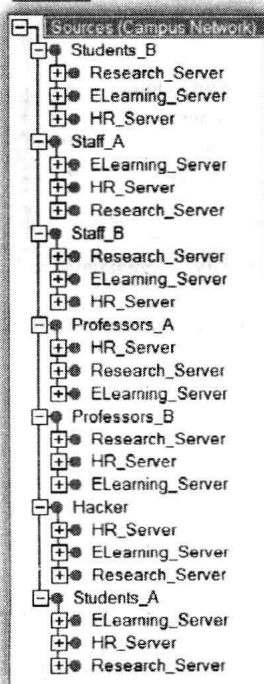 Sources (Campus Network)
Students_B
Research_Server
ELearning_Server
HR_Server
Staff_A
ELearning_Server
HR_Server
Research_Server
Staff_B
Research_Server
ELearning_Server
HR_Server
Professors_A
HR_Server
Research_Server
ELearning_Server
Professors_B
Research_Server
HR_Server
ELearning_Server
Hacker
HR_Server
ELearning_Server
Research_Server
Students_A
ELearning_Server
HR_Server
Research_Server